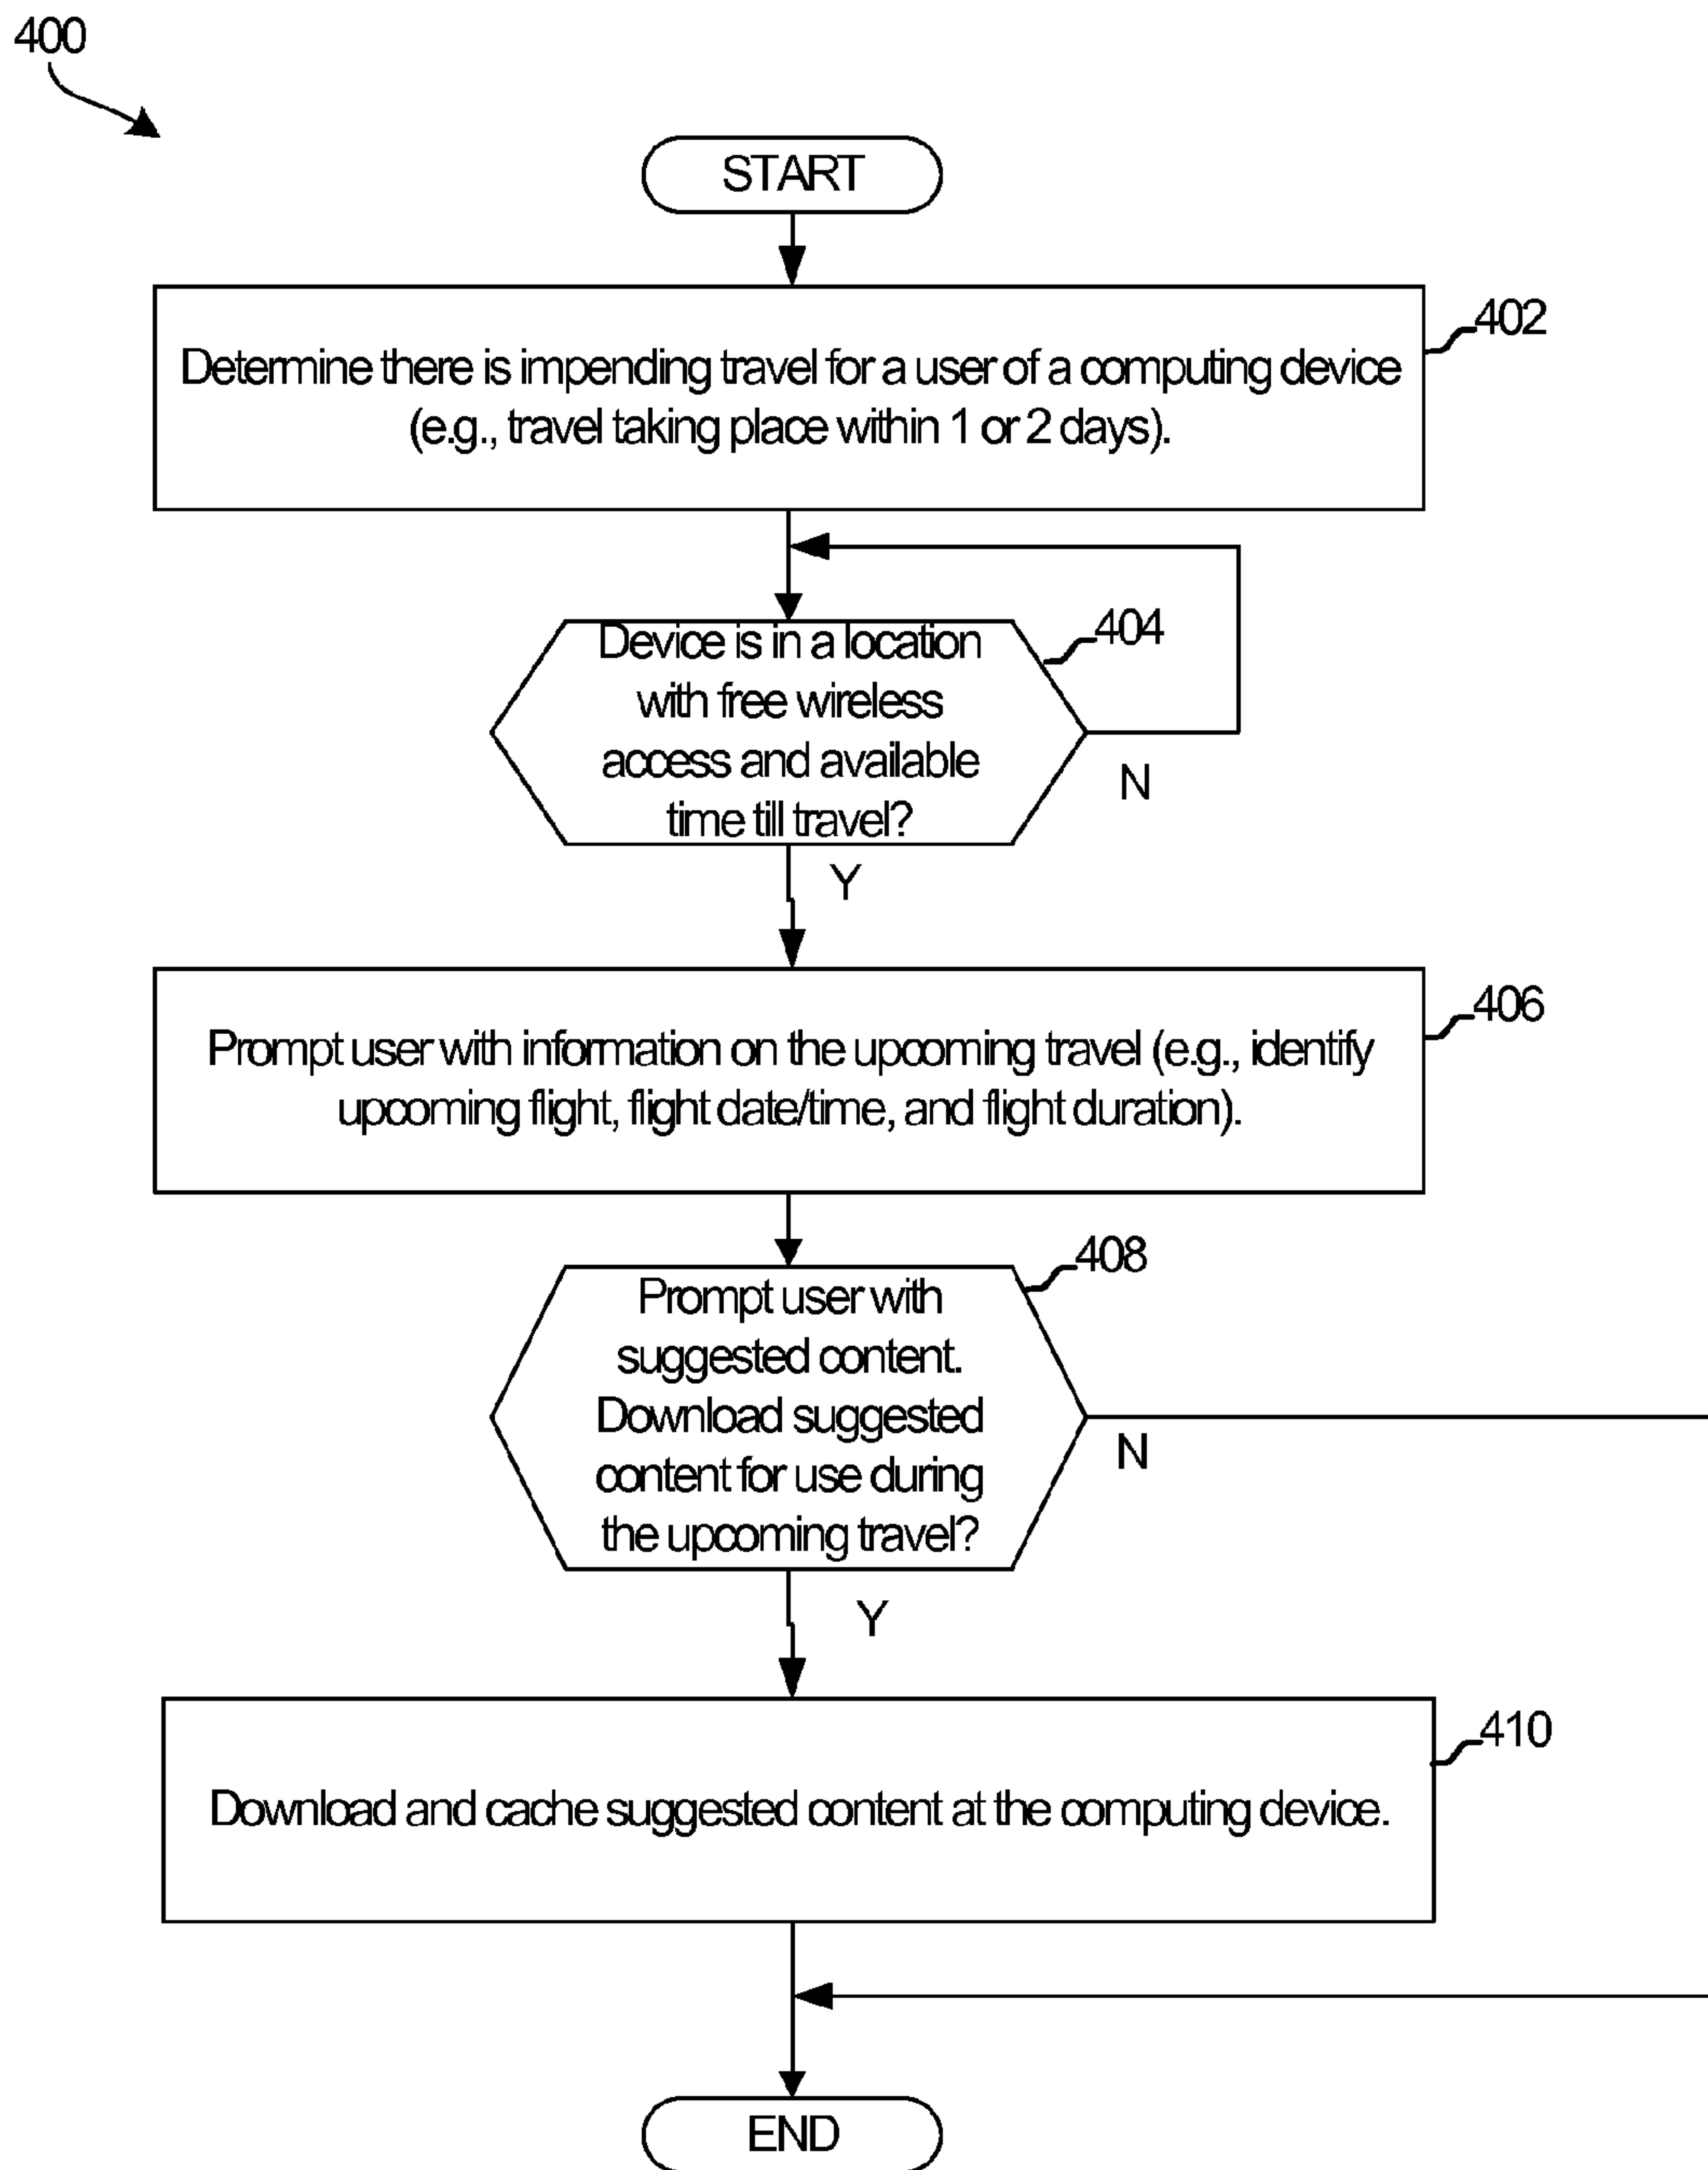 400
START
402
Determine there is impending travel for a user of a computing device
(e.g., travel taking place within 1 or 2 days).
404
Device is in a location
with free wireless
access and available
time till travel?
N
Y
406
Prompt user with information on the upcoming travel (e.g., identify
upcoming flight, flight date/time, and flight duration).
408
Prompt user with
suggested content.
Download suggested
content for use during
the upcoming travel?
N
Y
410
Download and cache suggested content at the computing device.
END